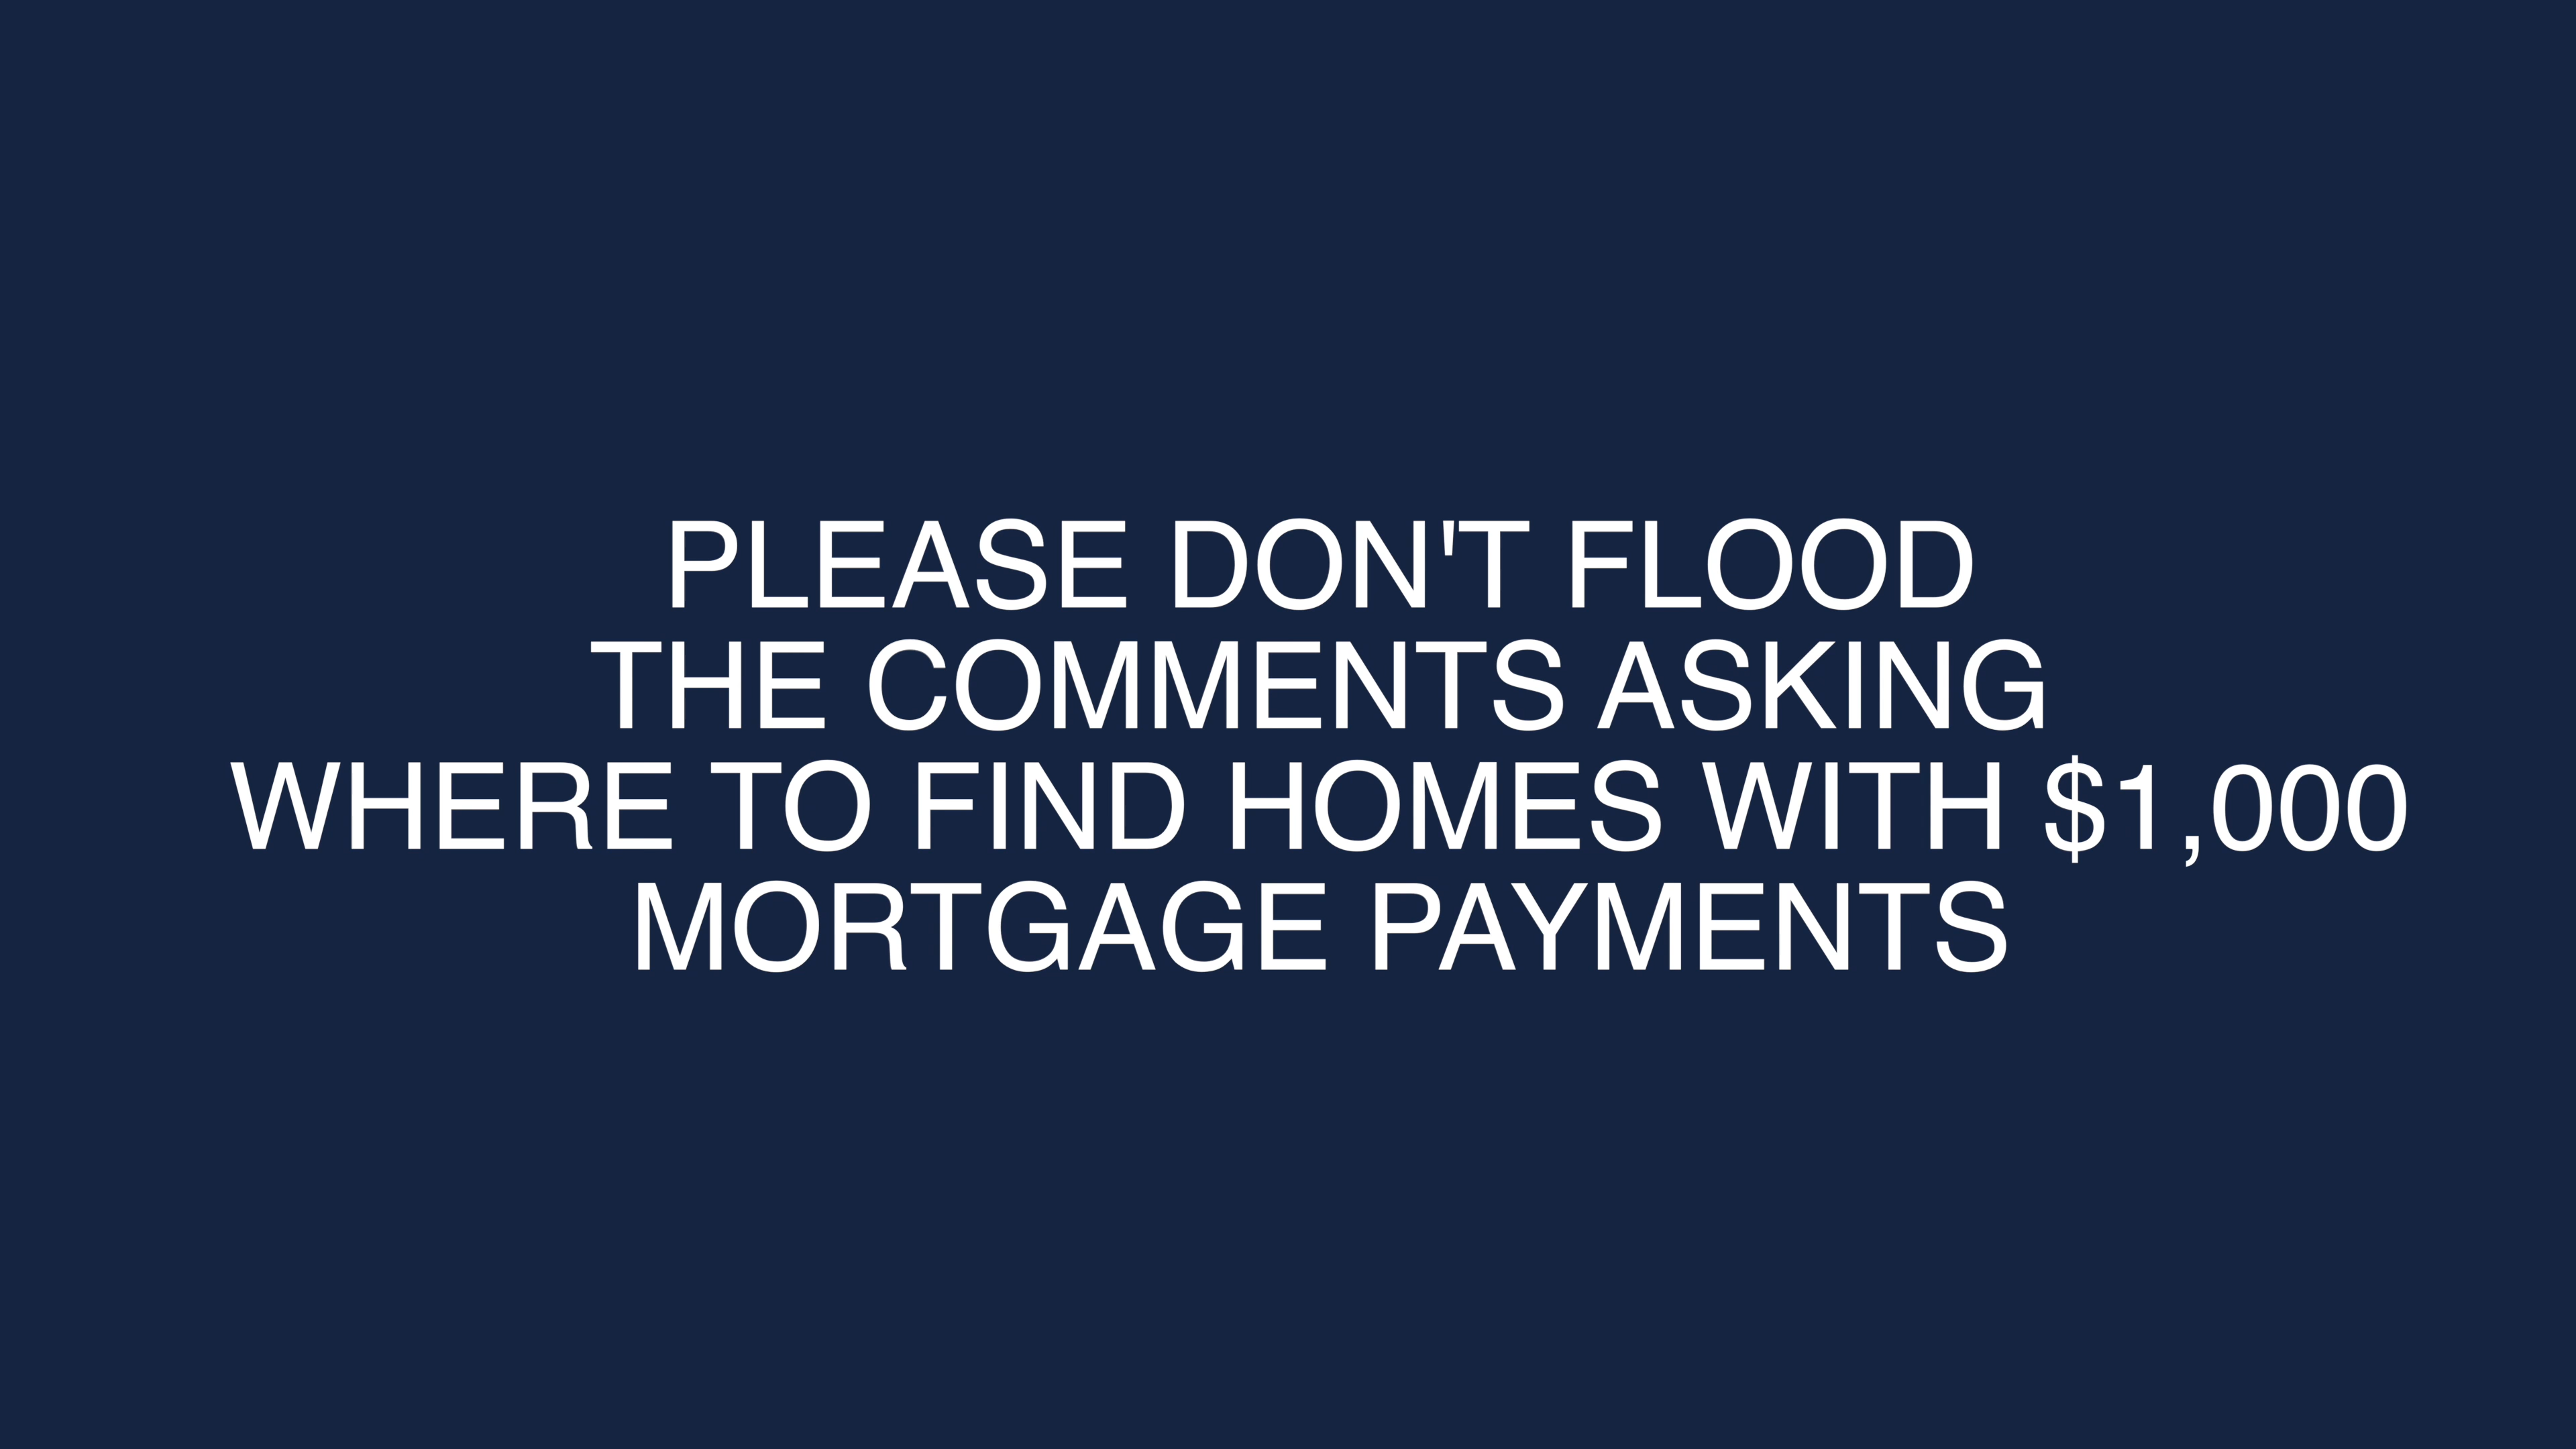 PLEASE DON'T FLOOD
THE COMMENTS ASKING
WHERE TO FIND HOMES WITH $1,000
MORTGAGE PAYMENTS